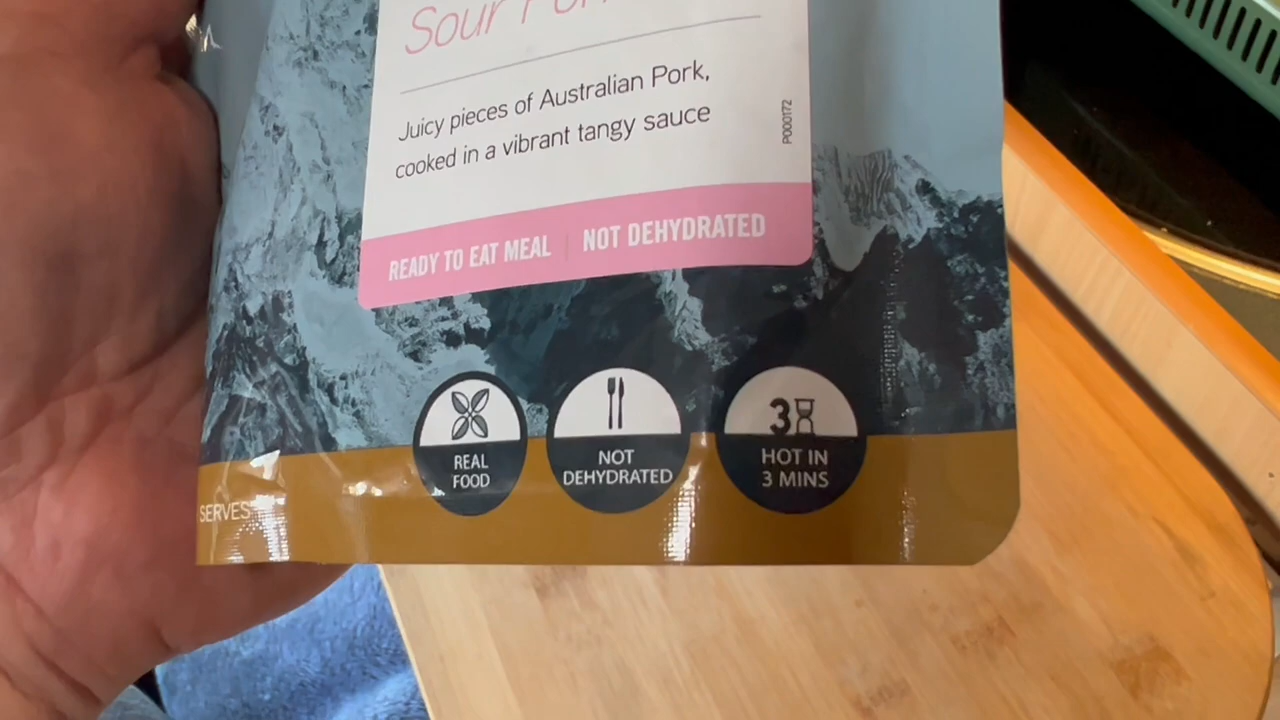 Sour Pork
Juicy pieces of Australian Pork,
cooked in a vibrant tangy sauce
P000172
READY TO EAT MEAL | NOT DEHYDRATED
REAL
FOOD
NOT
DEHYDRATED
3
HOT IN
3 MINS
SERVES